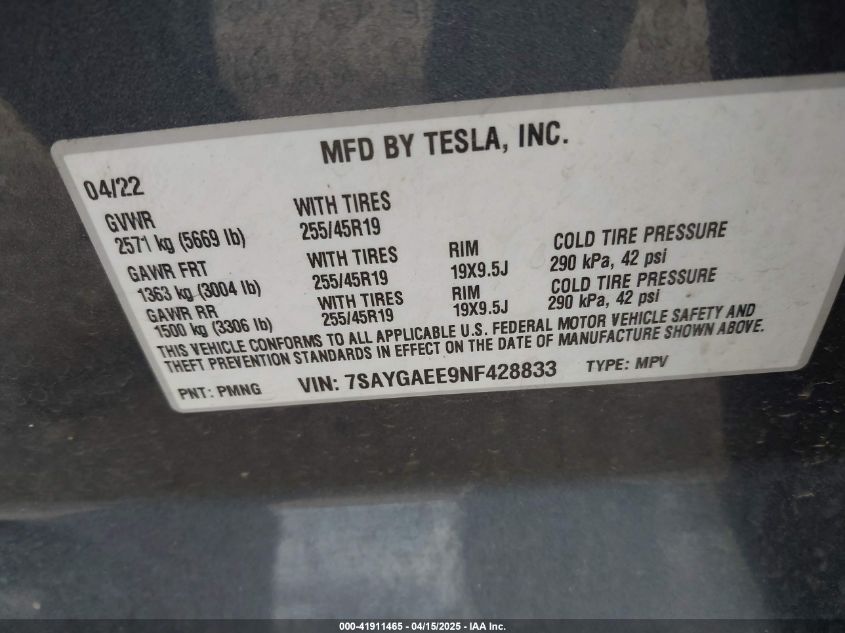 MFD BY TESLA, INC.
04/22
GVWR
2571 kg (5669 lb)
WITH TIRES
255/45R19
GAWR FRT
1363 kg (3004 lb)
WITH TIRES
255/45R19
RIM
19X9.5J
COLD TIRE PRESSURE
290 kPa, 42 psi
GAWR RR
1500 kg (3306 lb)
WITH TIRES
255/45R19
RIM
19X9.5J
COLD TIRE PRESSURE
290 kPa, 42 psi
THIS VEHICLE CONFORMS TO ALL APPLICABLE U.S. FEDERAL MOTOR VEHICLE SAFETY AND
THEFT PREVENTION STANDARDS IN EFFECT ON THE DATE OF MANUFACTURE SHOWN ABOVE.
PNT: PMNG VIN: 7SAYGAEE9NF428833 TYPE: MPV
000-41911465 - 04/15/2025 - IAA Inc.